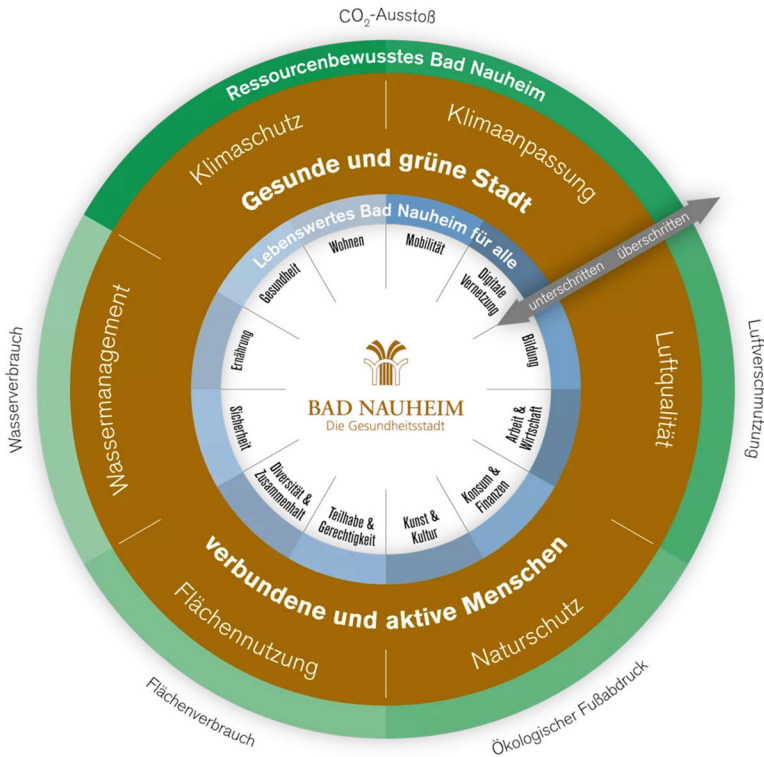 CO₂-Ausstoß
Ressourcenbewusstes Bad Nauheim
Klimaschutz
Klimaanpassung
Gesunde und grüne Stadt
Lebenswertes Bad Nauheim für alle
unterschritten
überschritten
Wohnen
Mobilität
Gesundheit
Digitale
Vernetzung
Ernährung
Bildung
Wasserverbrauch
Wassermanagement
Luftqualität
Luftverschmutzung
BAD NAUHEIM
Die Gesundheitsstadt
Sicherheit
Arbeit &
Wirtschaft
Diversität &
Zusammenhalt
Konsum &
Finanzen
Teilhabe &
Gerechtigkeit
Kunst &
Kultur
verbundene und aktive Menschen
Flächennutzung
Naturschutz
Flächenverbrauch
Ökologischer Fußabdruck